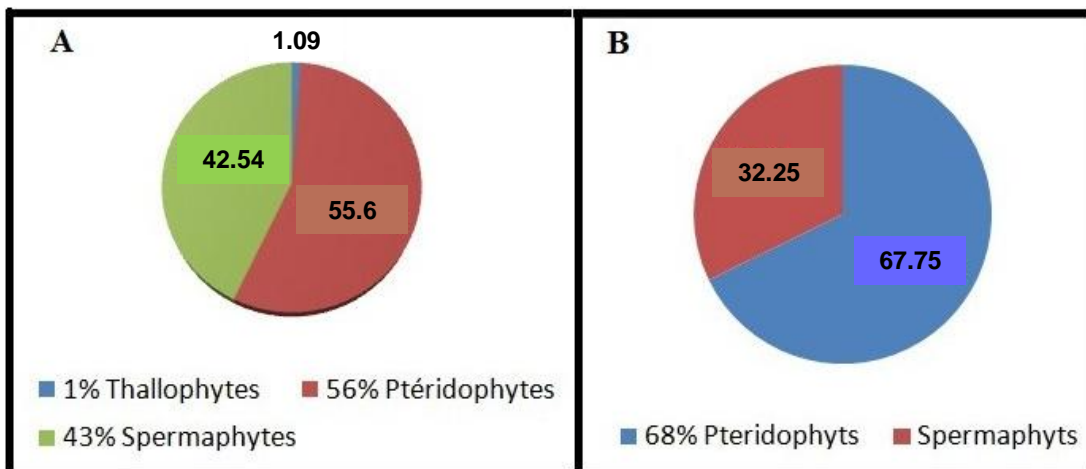 A
1.09
42.54
55.6
1% Thallophytes 56% Ptéridophytes
43% Spermaphytes
B
32.25
67.75
68% Pteridophyts Spermaphyts